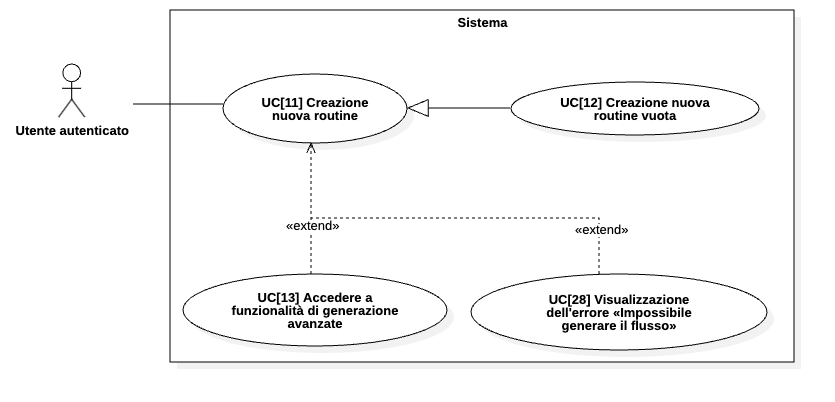 Sistema
Utente autenticato
UC[11] Creazione
nuova routine
UC[12] Creazione nuova
routine vuota
«extend»
«extend»
UC[13] Accedere a
funzionalità di generazione
avanzate
UC[28] Visualizzazione
dell'errore «Impossibile
generare il flusso»